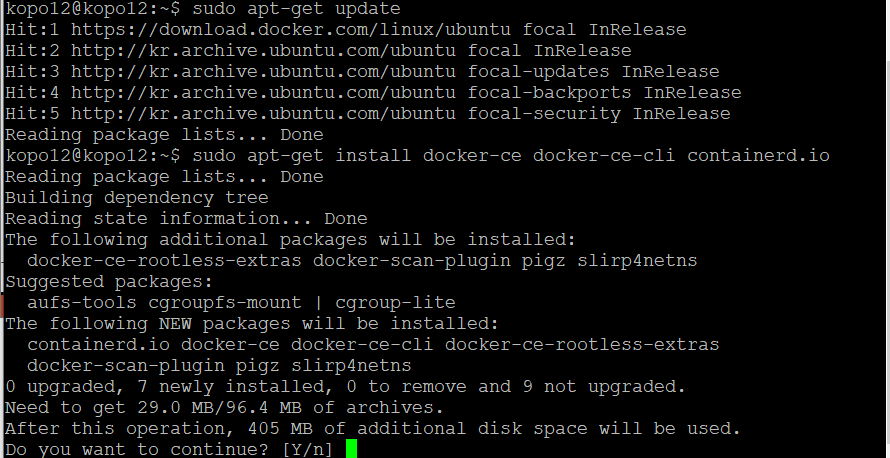 kopo12@kopo12:~$ sudo apt-get update
Hit:1 https://download.docker.com/linux/ubuntu focal InRelease
Hit:2 http://kr.archive.ubuntu.com/ubuntu focal InRelease
Hit:3 http://kr.archive.ubuntu.com/ubuntu focal-updates InRelease
Hit:4 http://kr.archive.ubuntu.com/ubuntu focal-backports InRelease
Hit:5 http://kr.archive.ubuntu.com/ubuntu focal-security InRelease
Reading package lists... Done
kopo12@kopo12:~$ sudo apt-get install docker-ce docker-ce-cli containerd.io
Reading package lists... Done
Building dependency tree
Reading state information... Done
The following additional packages will be installed:
  docker-ce-rootless-extras docker-scan-plugin pigz slirp4netns
Suggested packages:
  aufs-tools cgroupfs-mount | cgroup-lite
The following NEW packages will be installed:
  containerd.io docker-ce docker-ce-cli docker-ce-rootless-extras
  docker-scan-plugin pigz slirp4netns
0 upgraded, 7 newly installed, 0 to remove and 9 not upgraded.
Need to get 29.0 MB/96.4 MB of archives.
After this operation, 405 MB of additional disk space will be used.
Do you want to continue? [Y/n]